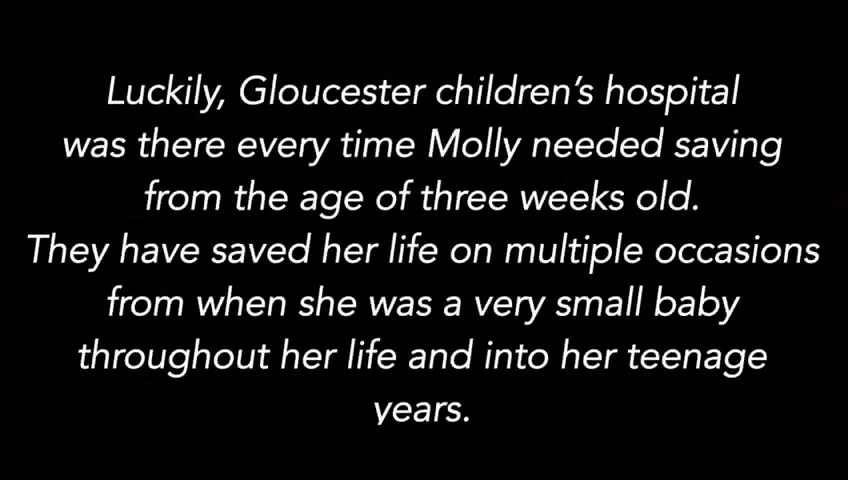 Luckily, Gloucester children’s hospital
was there every time Molly needed saving
from the age of three weeks old.
They have saved her life on multiple occasions
from when she was a very small baby
throughout her life and into her teenage
years.